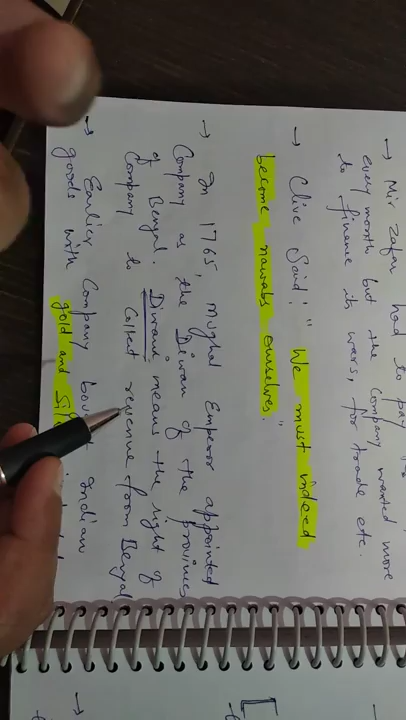 → Mir Zafar had to pay
every month but the Company wanted more
to finance its wars, for trade etc.
→ Clive Said: "We must indeed
become nawabs ourselves."
→ In 1765, Mughal Emperor appointed
Company as the Diwan of the provinces
of Bengal. Diwani means the right of
Company to collect revenue from Bengal
→ Earlier Company Indian
goods with gold and